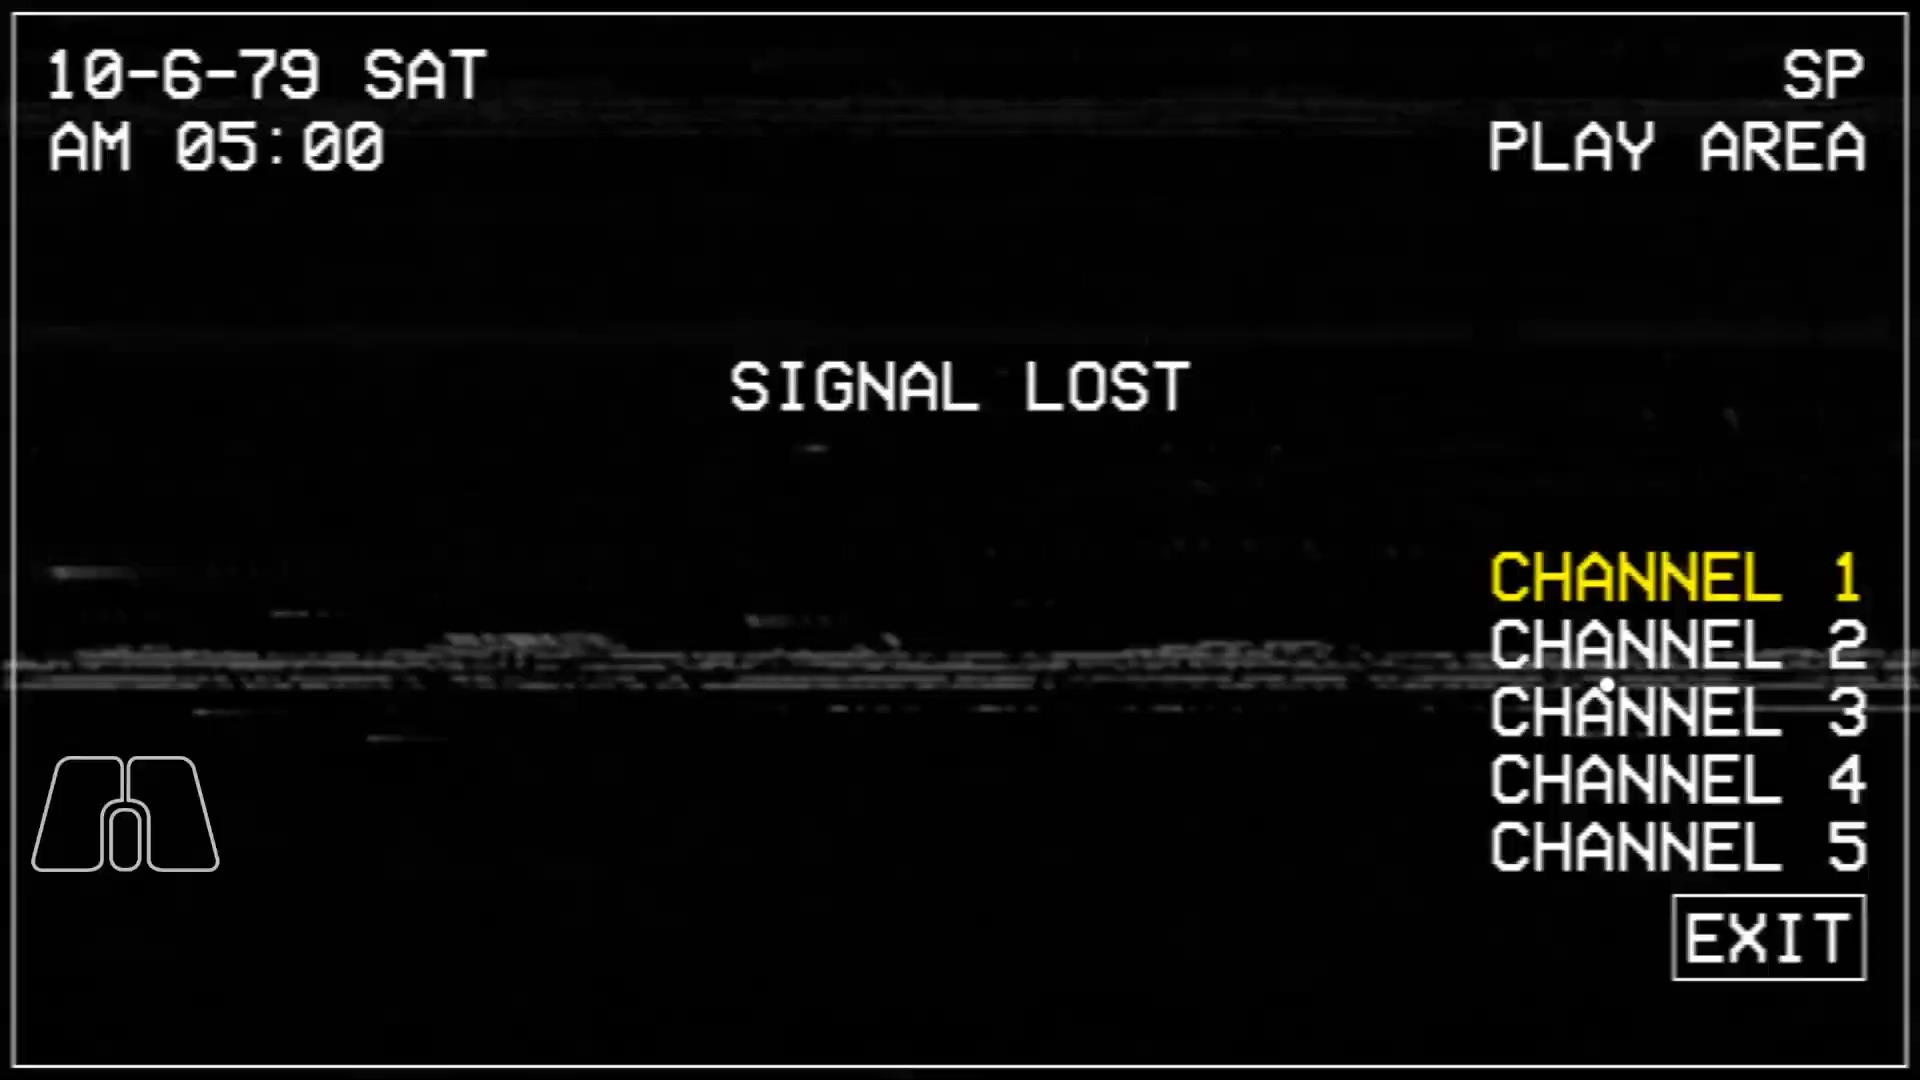 10-6-79 SAT
AM 05:00
SP
PLAY AREA
SIGNAL LOST
CHANNEL 1
CHANNEL 2
CHANNEL 3
CHANNEL 4
CHANNEL 5
EXIT